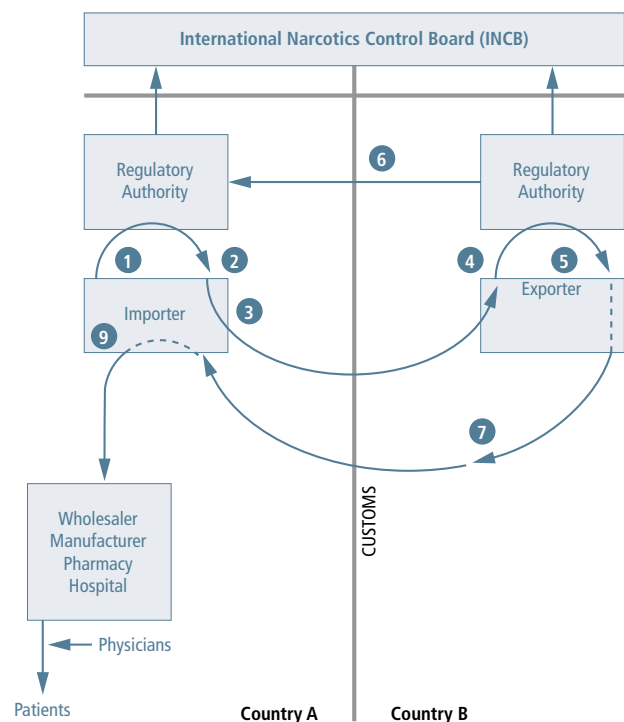 International Narcotics Control Board (INCB)
6
Regulatory
Authority
Regulatory
Authority
1
2
4
5
Exporter
Importer
3
9
7
CUSTOMS
Wholesaler
Manufacturer
Pharmacy
Hospital
Physicians
Patients
Country A
Country B